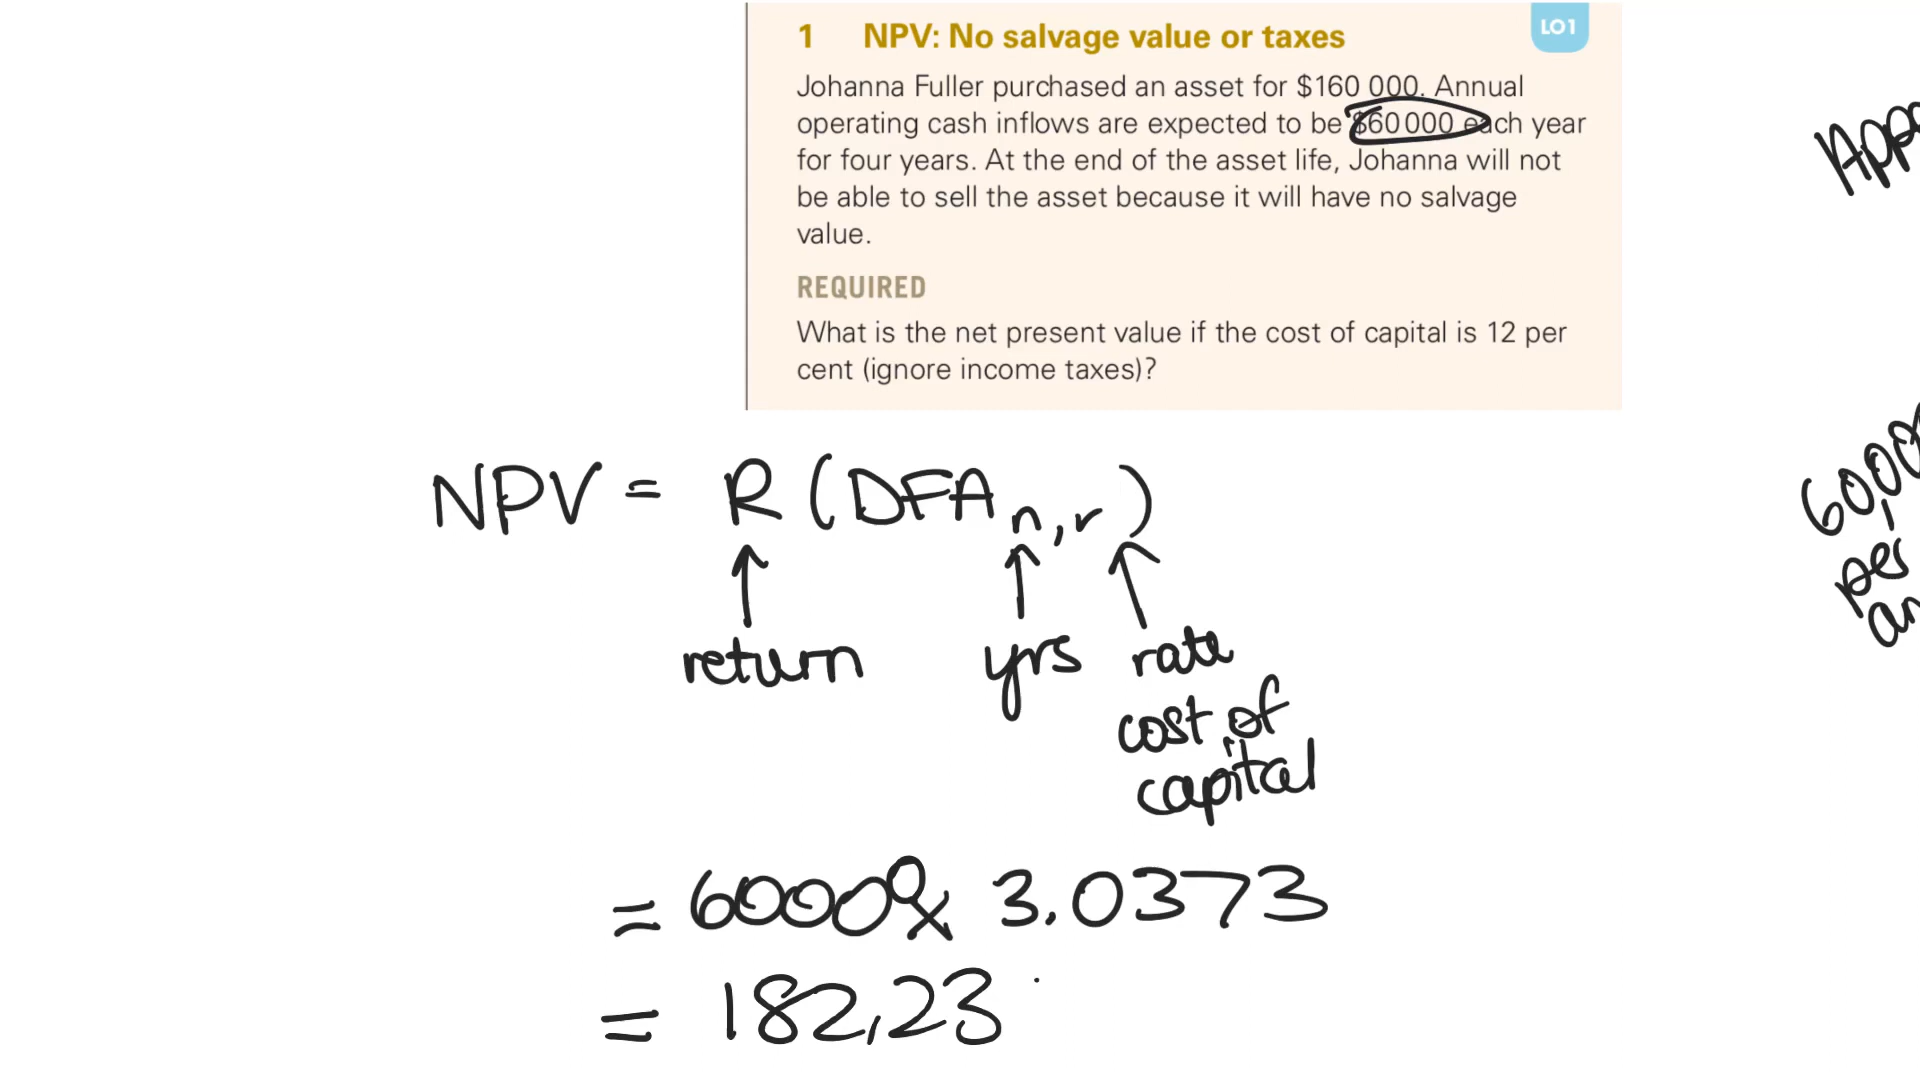 1 NPV: No salvage value or taxes
LO1
Johanna Fuller purchased an asset for $160 000. Annual
operating cash inflows are expected to be $60 000 each year
for four years. At the end of the asset life, Johanna will not
be able to sell the asset because it will have no salvage
value.
REQUIRED
What is the net present value if the cost of capital is 12 per
cent (ignore income taxes)?
NPV = R (DFA n, r)
return yrs rate
cost of
capital
= 60000 x 3.0373
= 182,23
per